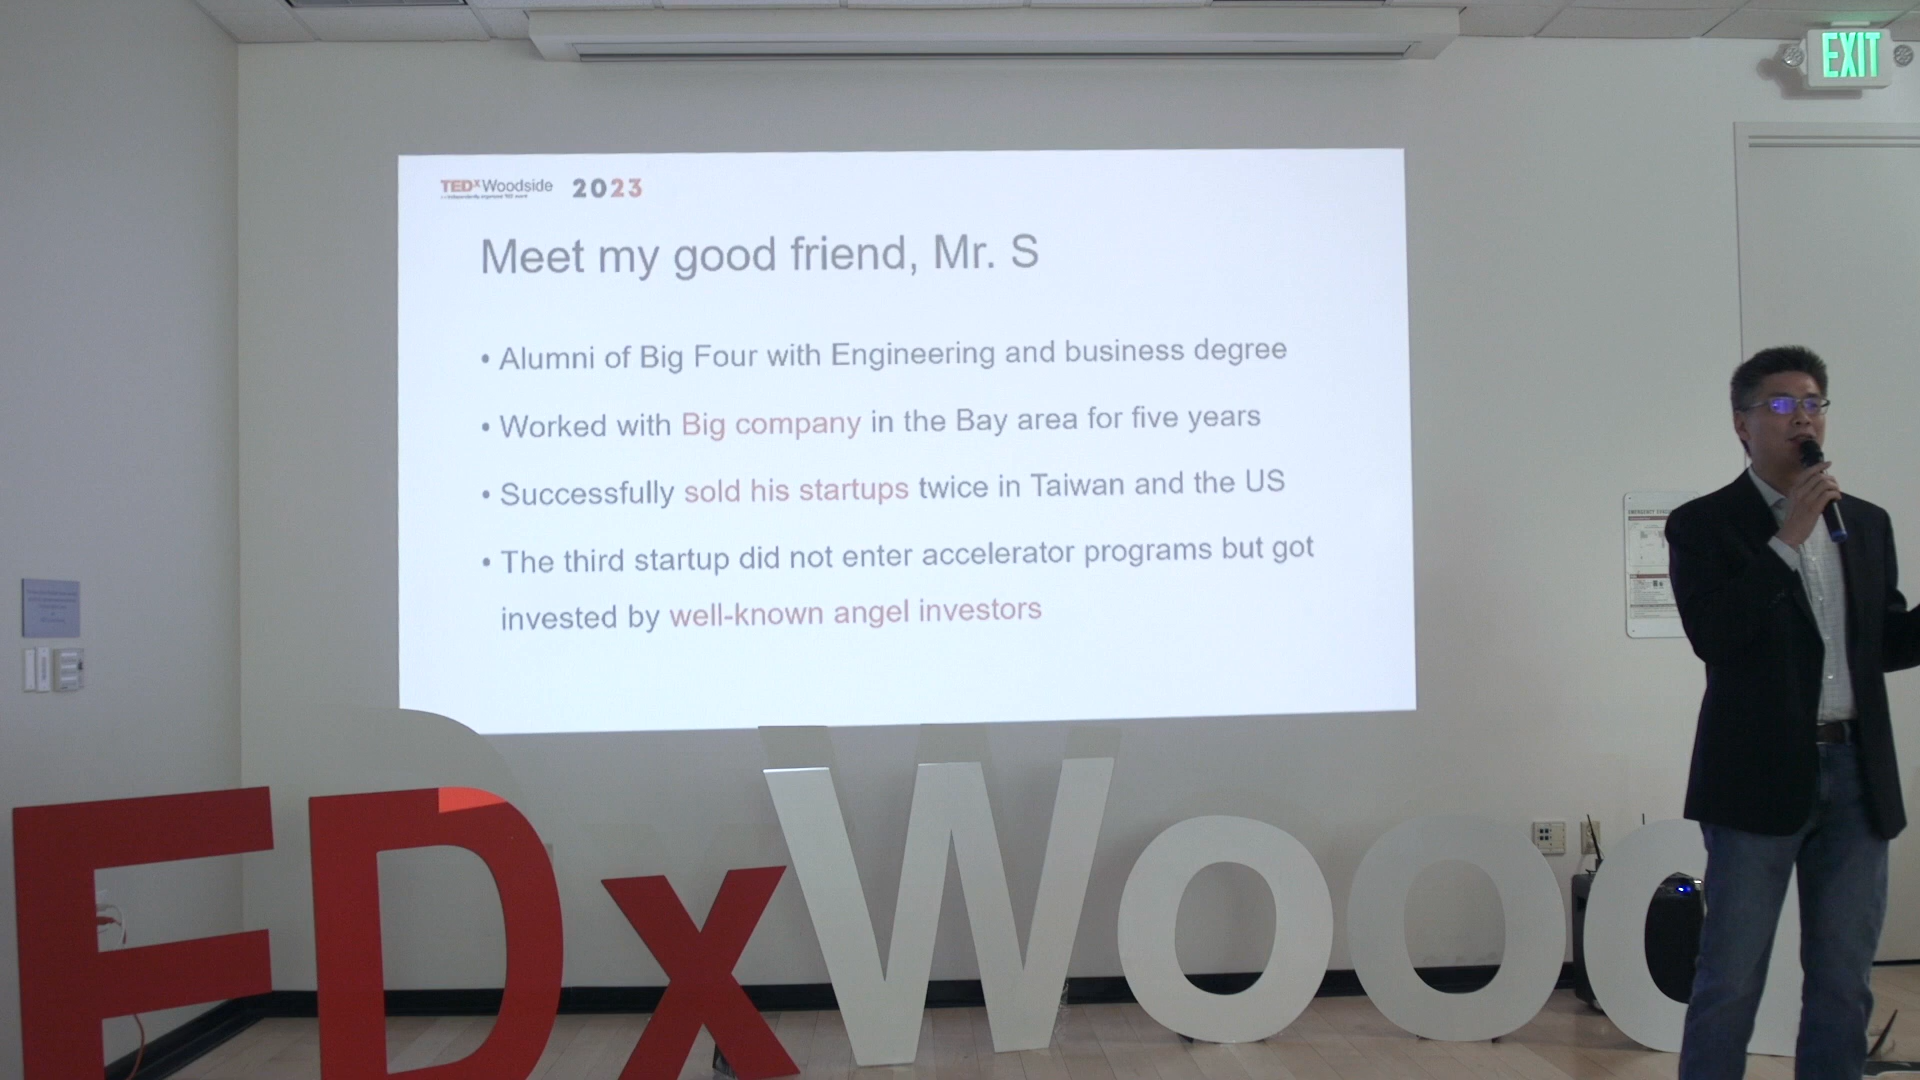 EXIT
TEDxWoodside 2023
Meet my good friend, Mr. S
• Alumni of Big Four with Engineering and business degree
• Worked with Big company in the Bay area for five years
• Successfully sold his startups twice in Taiwan and the US
• The third startup did not enter accelerator programs but got
invested by well-known angel investors
EMERGENCY
EDxWood